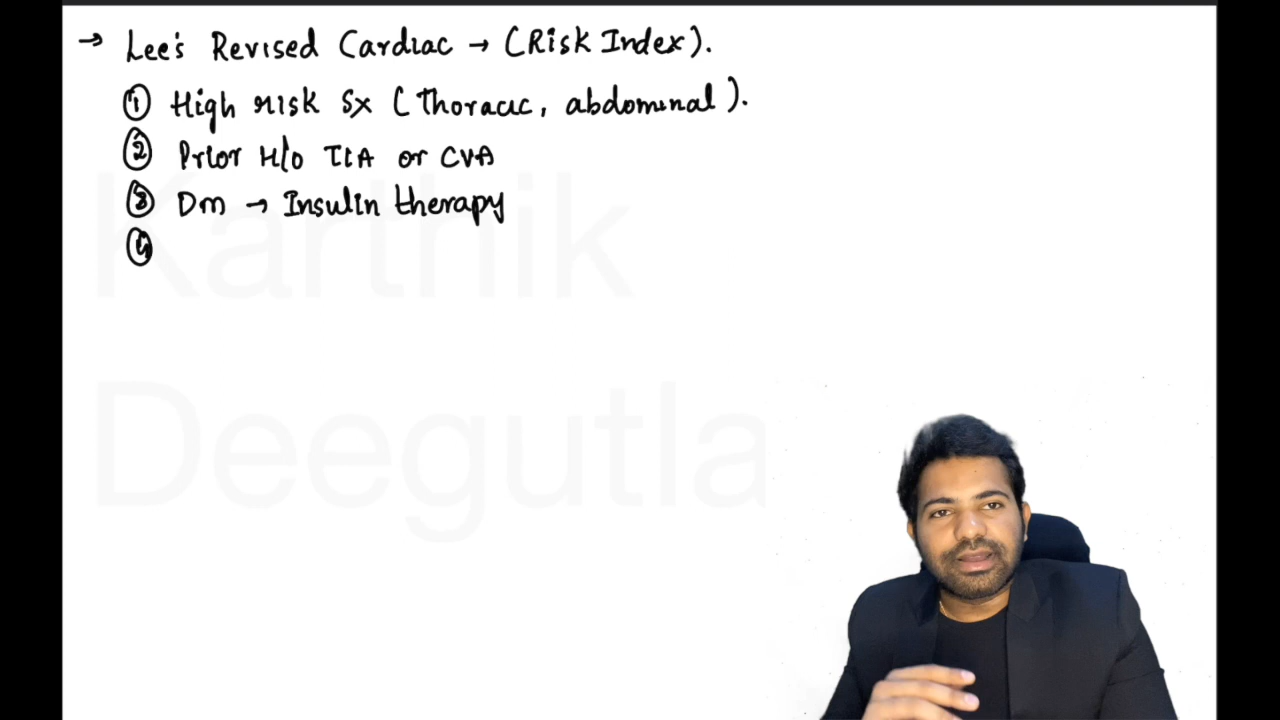 → Lee's Revised Cardiac → (Risk Index).
① High risk Sx (Thoracic, abdominal).
② Prior H/o TIA or CVA
③ Dm → Insulin therapy
④
Karthik
Deegutla